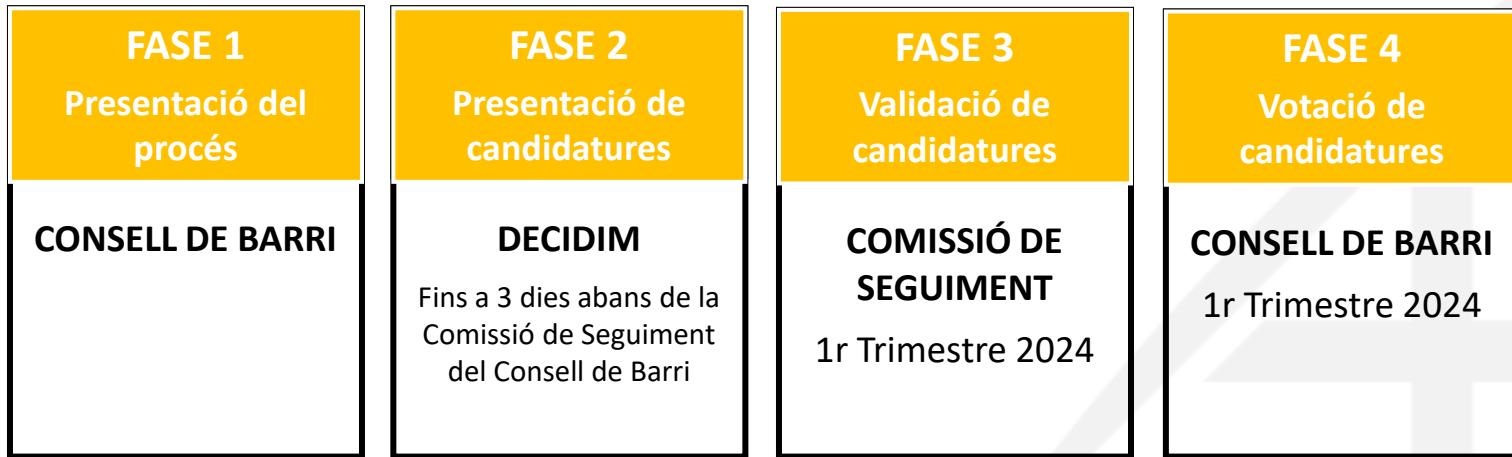 FASE 1
Presentació del
procés
CONSELL DE BARRI
FASE 2
Presentació de
candidatures
DECIDIM
Fins a 3 dies abans de la
Comissió de Seguiment
del Consell de Barri
FASE 3
Validació de
candidatures
COMISSIÓ DE
SEGUIMENT
1r Trimestre 2024
FASE 4
Votació de
candidatures
CONSELL DE BARRI
1r Trimestre 2024